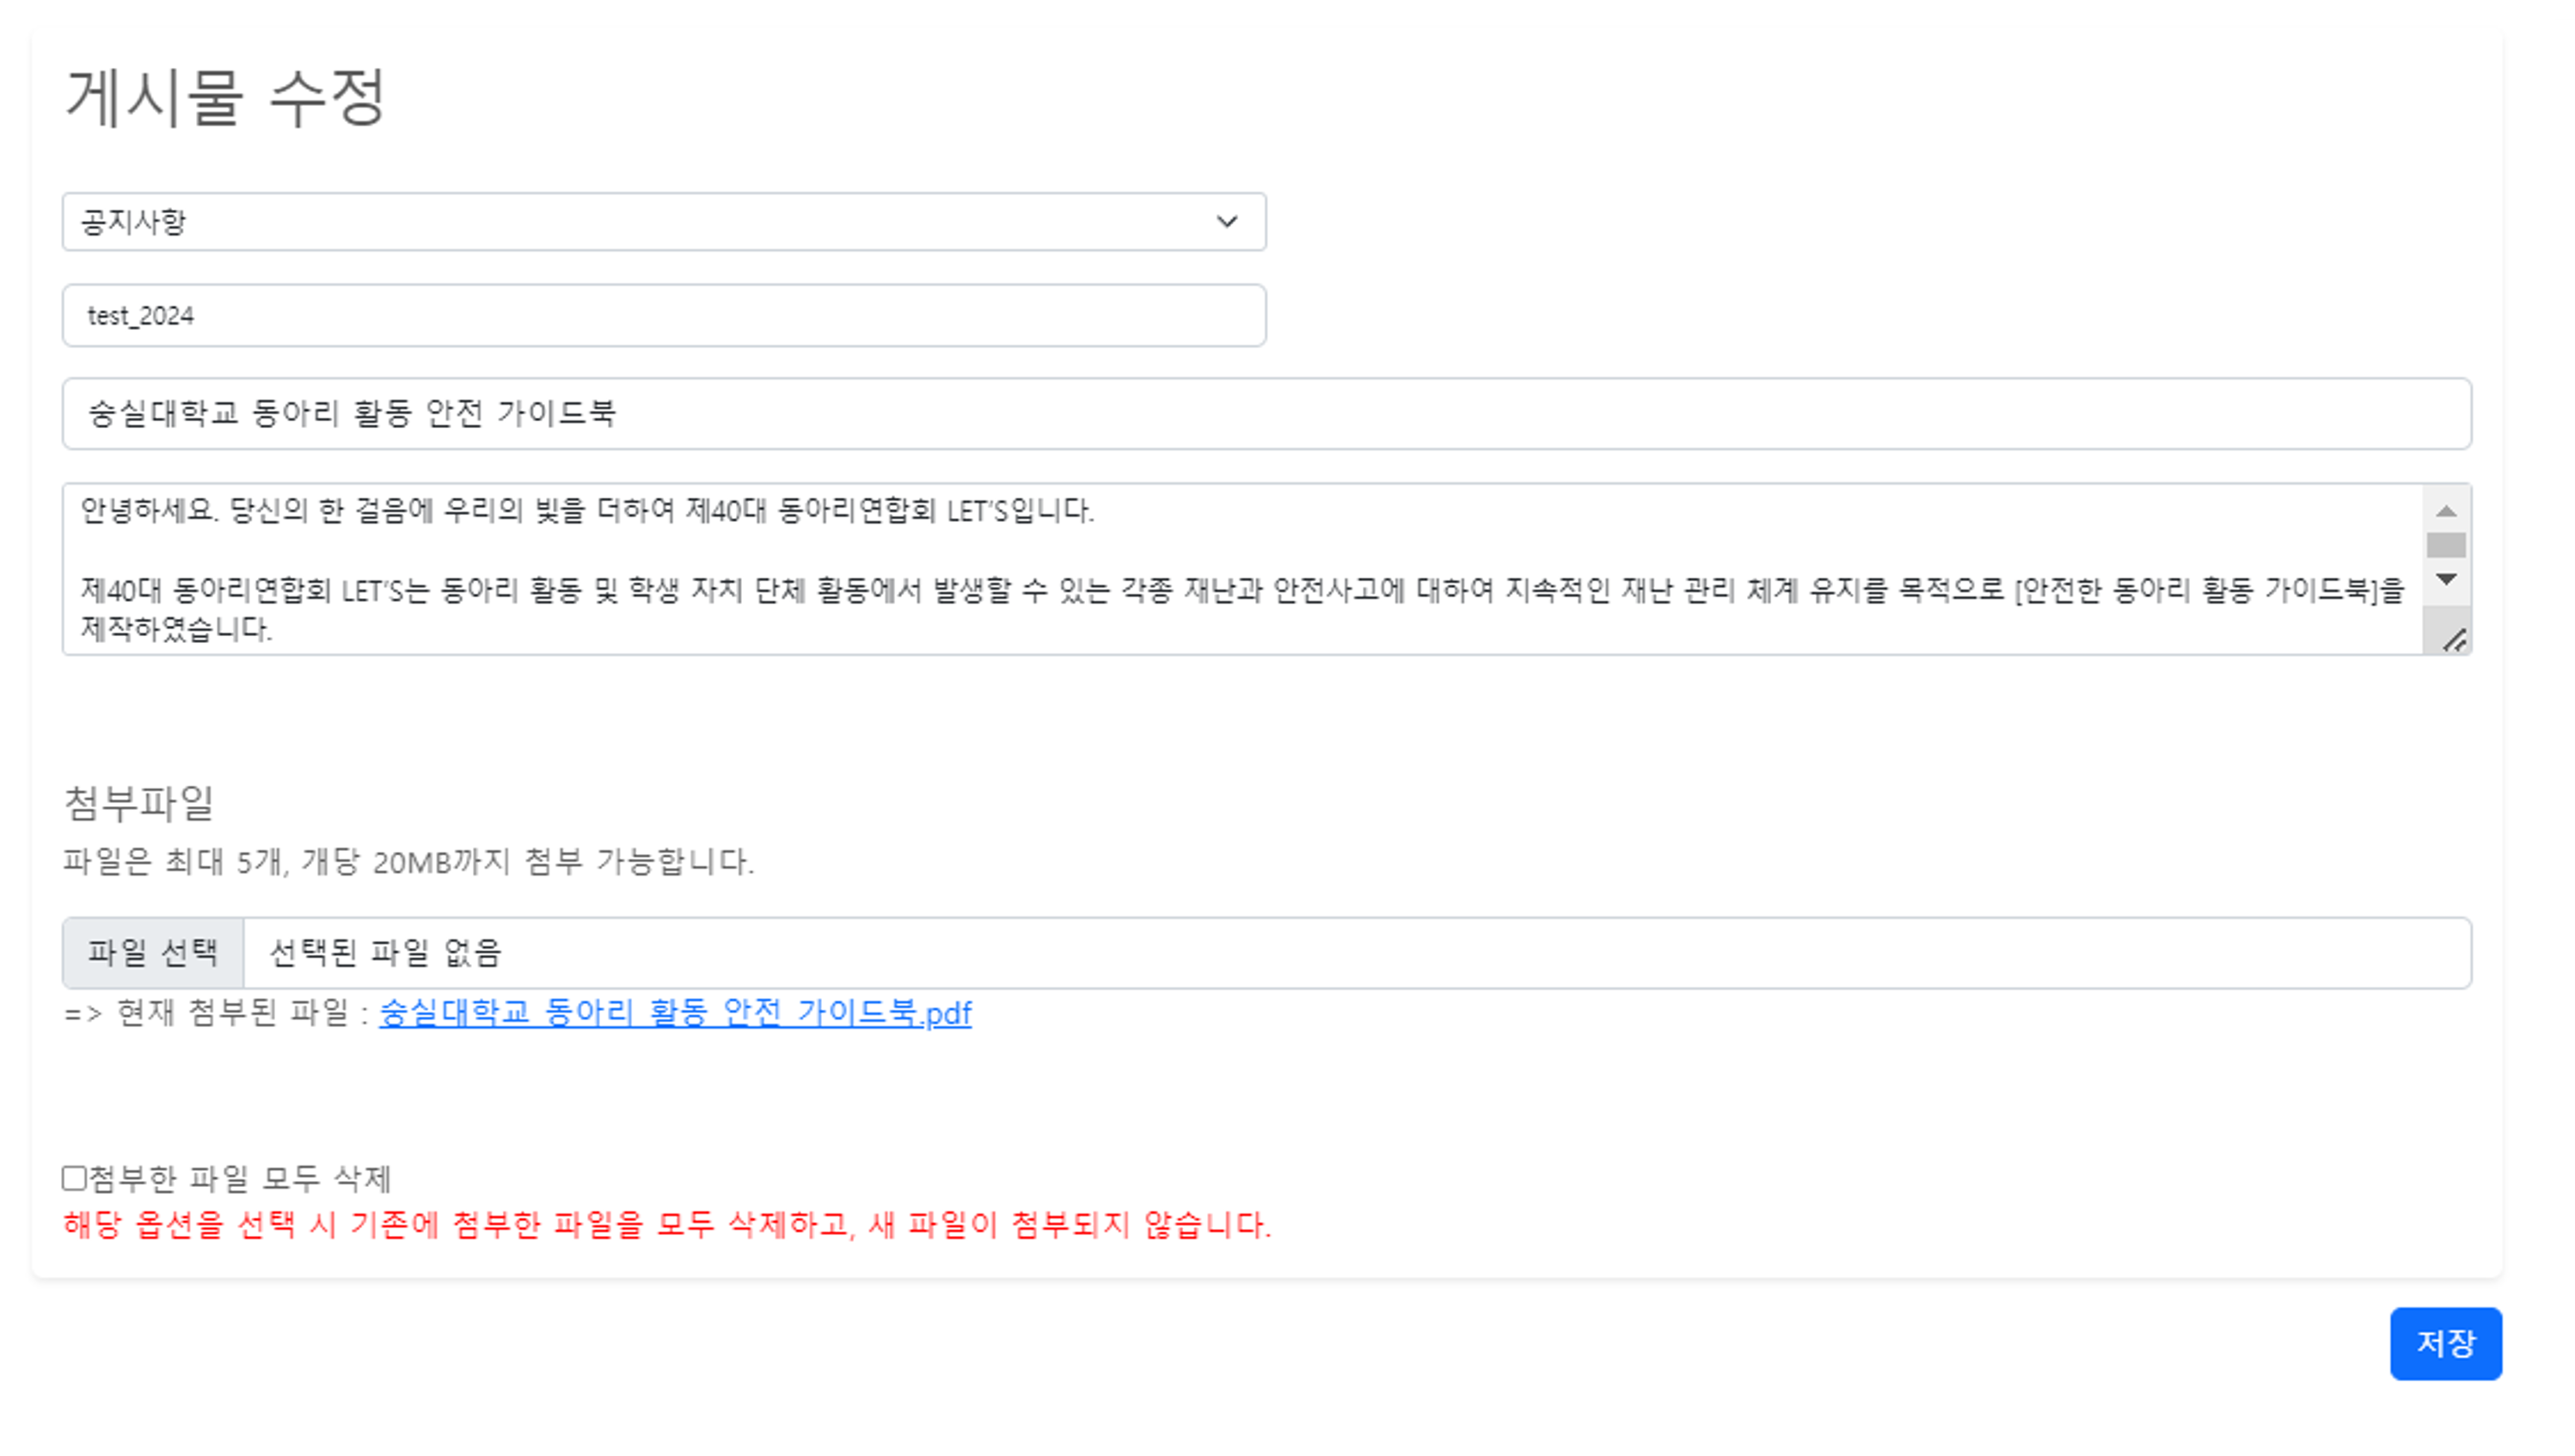 게시물 수정
공지사항
test_2024
숭실대학교 동아리 활동 안전 가이드북
안녕하세요. 당신의 한 걸음에 우리의 빛을 더하여 제40대 동아리연합회 LET'S입니다.
제40대 동아리연합회 LET'S는 동아리 활동 및 학생 자치 단체 활동에서 발생할 수 있는 각종 재난과 안전사고에 대하여 지속적인 재난 관리 체계 유지를 목적으로 [안전한 동아리 활동 가이드북]을
제작하였습니다.
첨부파일
파일은 최대 5개, 개당 20MB까지 첨부 가능합니다.
파일 선택 선택된 파일 없음
=> 현재 첨부된 파일 : 숭실대학교 동아리 활동 안전 가이드북.pdf
첨부한 파일 모두 삭제
해당 옵션을 선택 시 기존에 첨부한 파일을 모두 삭제하고, 새 파일이 첨부되지 않습니다.
저장